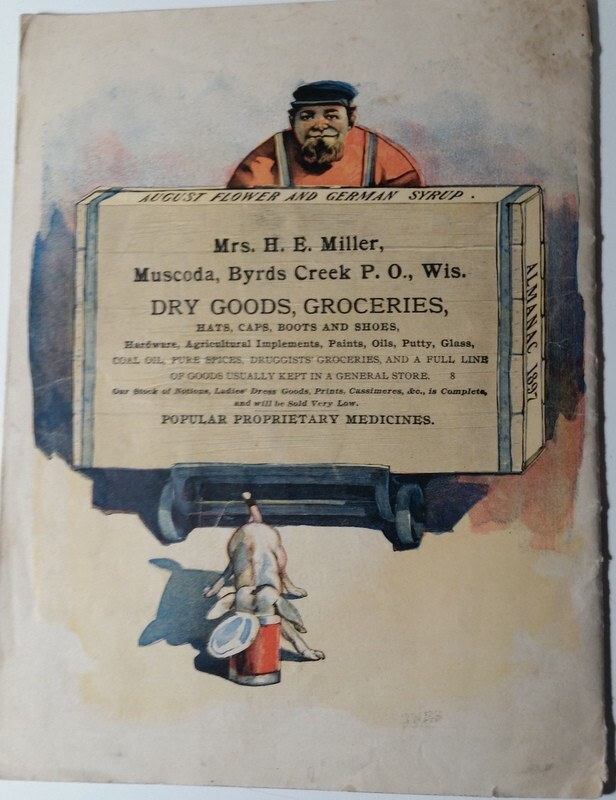 AUGUST FLOWER AND GERMAN SYRUP.
Mrs. H. E. Miller,
Muscoda, Byrds Creek P. O., Wis.
DRY GOODS, GROCERIES,
HATS, CAPS, BOOTS AND SHOES,
Hardware, Agricultural Implements, Paints, Oils, Putty, Glass,
COAL OIL, PURE SPICES, DRUGGISTS' GROCERIES, AND A FULL LINE
OF GOODS USUALLY KEPT IN A GENERAL STORE. 8
Our Stock of Notions, Ladies' Dress Goods, Prints, Cassimeres, &c., is Complete,
and will be Sold Very Low.
POPULAR PROPRIETARY MEDICINES.
ALMANAC 1897